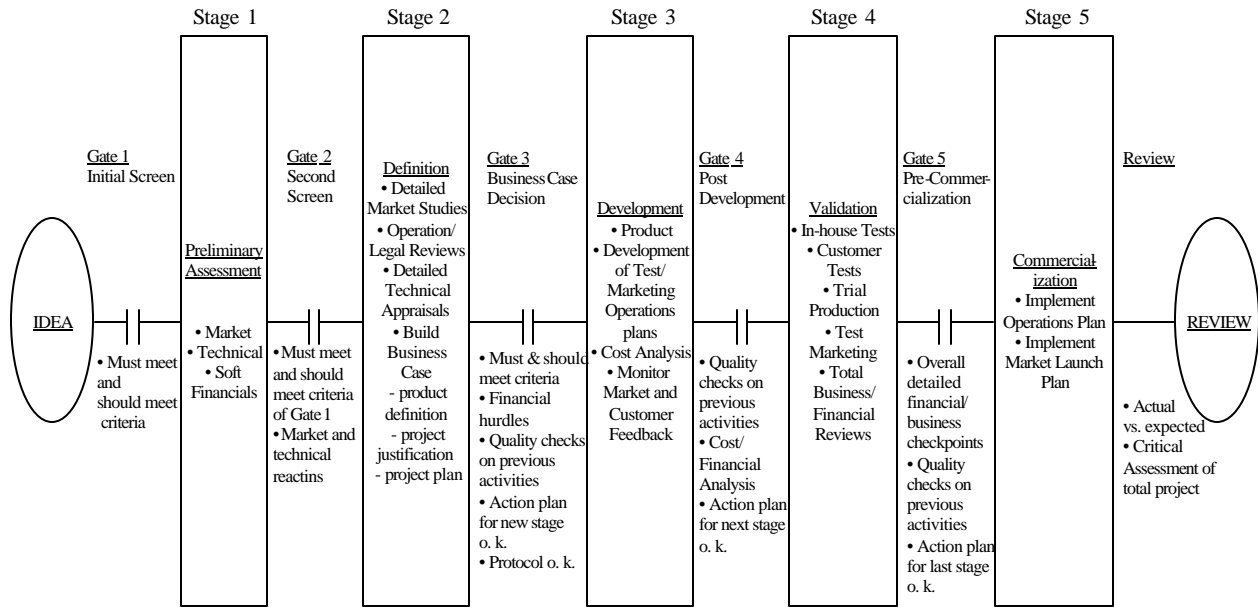 Stage 1
Stage 2
Stage 3
Stage 4
Stage 5
Gate 1
Initial Screen
IDEA
• Must meet
and
should meet
criteria
Preliminary
Assessment
• Market
• Technical
• Soft
Financials
Gate 2
Second
Screen
• Must meet
and should
meet criteria
of Gate 1
• Market and
technical
reactins
Definition
• Detailed
Market Studies
• Operation/
Legal Reviews
• Detailed
Technical
Appraisals
• Build
Business
Case
- product
definition
- project
justification
- project plan
Gate 3
Business Case
Decision
• Must & should
meet criteria
• Financial
hurdles
• Quality checks
on previous
activities
• Action plan
for new stage
o. k.
• Protocol o. k.
Development
• Product
• Development
of Test/
Marketing
Operations
plans
• Cost Analysis
• Monitor
Market and
Customer
Feedback
Gate 4
Post
Development
• Quality
checks on
previous
activities
• Cost/
Financial
Analysis
• Action plan
for next stage
o. k.
Validation
• In-house Tests
• Customer
Tests
• Trial
Production
• Test
Marketing
• Total
Business/
Financial
Reviews
Gate 5
Pre-Commer-
cialization
• Overall
detailed
financial/
business
checkpoints
• Quality
checks on
previous
activities
• Action plan
for last stage
o. k.
Commercial-
ization
• Implement
Operations Plan
• Implement
Market Launch
Plan
Review
REVIEW
• Actual
vs. expected
• Critical
Assessment of
total project